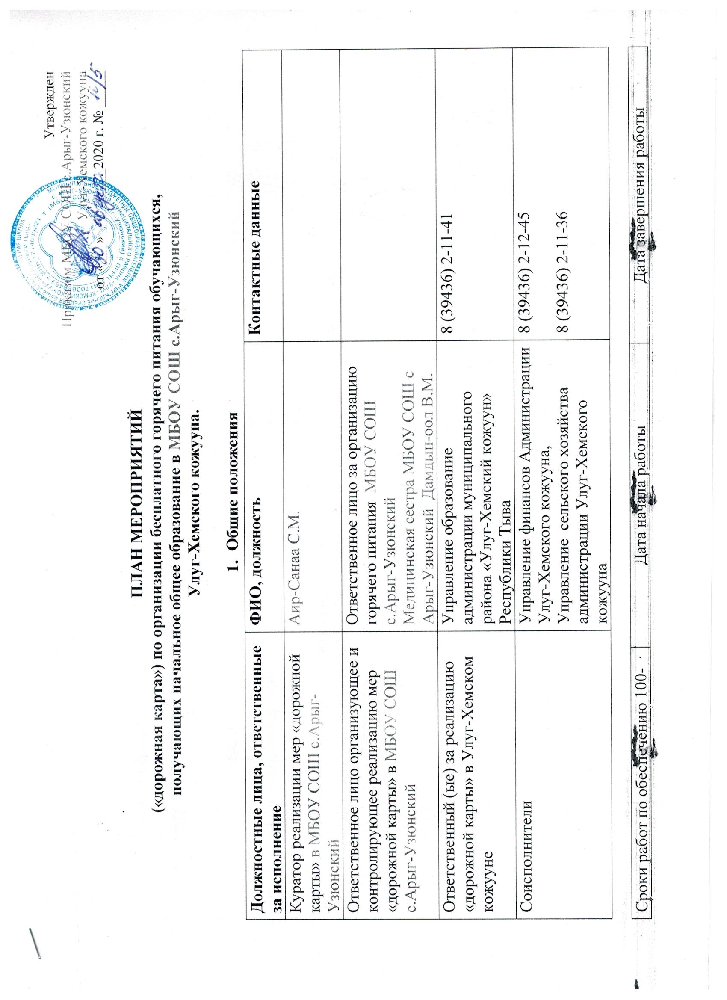 Утвержден
Приказом МБОУ СОШ с.Арыг-Узюнский
Улуг-Хемского кожууна
от «30» августа 2020 г. № 11/5
ПЛАН МЕРОПРИЯТИЙ
(«дорожная карта») по организации бесплатного горячего питания обучающихся,
получающих начальное общее образование в МБОУ СОШ с.Арыг-Узюнский
Улуг-Хемского кожууна.
1. Общие положения
Должностные лица, ответственные
за исполнение
ФИО, должность
Контактные данные
Куратор реализации мер «дорожной
карты» в МБОУ СОШ с.Арыг-
Узюнский
Аир-Санаа С.М.
Ответственное лицо организующее и
контролирующее реализацию мер
«дорожной карты» в МБОУ СОШ
с.Арыг-Узюнский
Ответственное лицо за организацию
горячего питания МБОУ СОШ
с.Арыг-Узюнский
Медицинская сестра МБОУ СОШ с
Арыг-Узюнский Дамдын-оол В.М.
Ответственный (ые) за реализацию
«дорожной карты» в Улуг-Хемском
кожууне
Управление образование
администрации муниципального
района «Улуг-Хемский кожуун»
Республики Тыва
8 (39436) 2-11-41
Соисполнители
Управление финансов Администрации
Улуг-Хемского кожууна,
Управление сельского хозяйства
администрации Улуг-Хемского
кожууна
8 (39436) 2-12-45
8 (39436) 2-11-36
Сроки работ по обеспечению 100-
Дата начала работы
Дата завершения работы